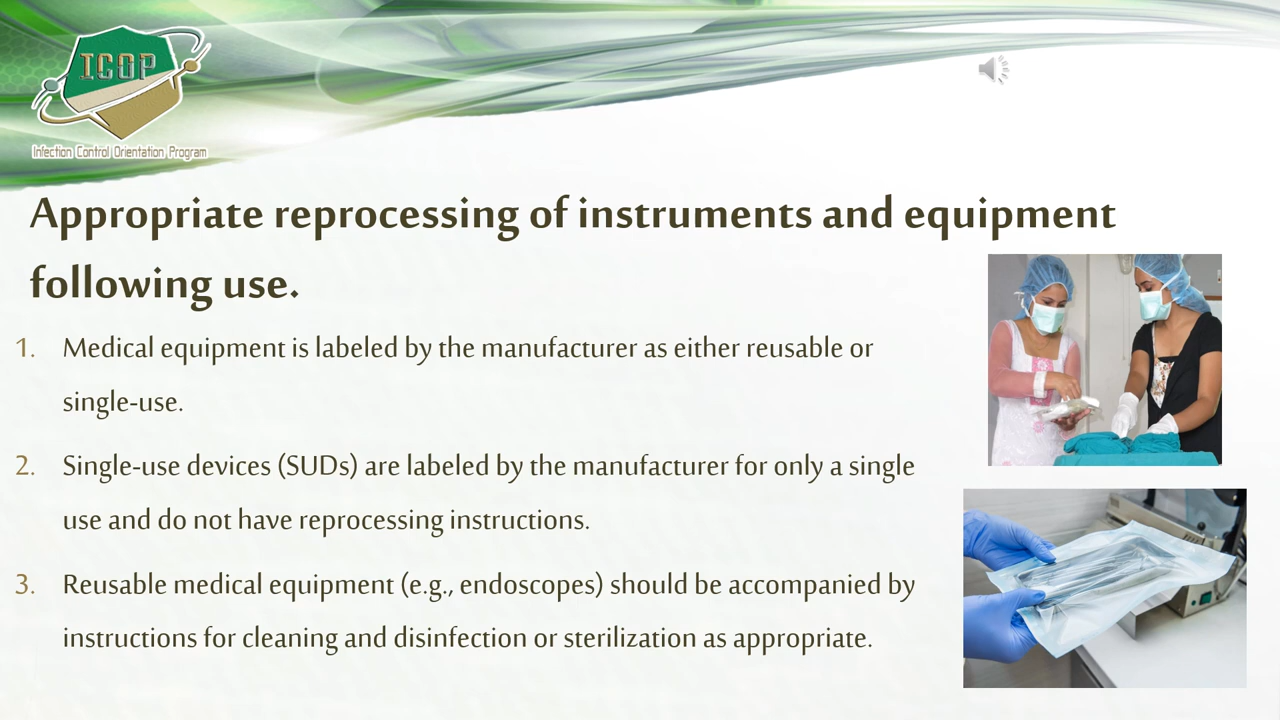 ICOP
Infection Control Orientation Program
Appropriate reprocessing of instruments and equipment
following use.
1. Medical equipment is labeled by the manufacturer as either reusable or
single-use.
2. Single-use devices (SUDs) are labeled by the manufacturer for only a single
use and do not have reprocessing instructions.
3. Reusable medical equipment (e.g., endoscopes) should be accompanied by
instructions for cleaning and disinfection or sterilization as appropriate.